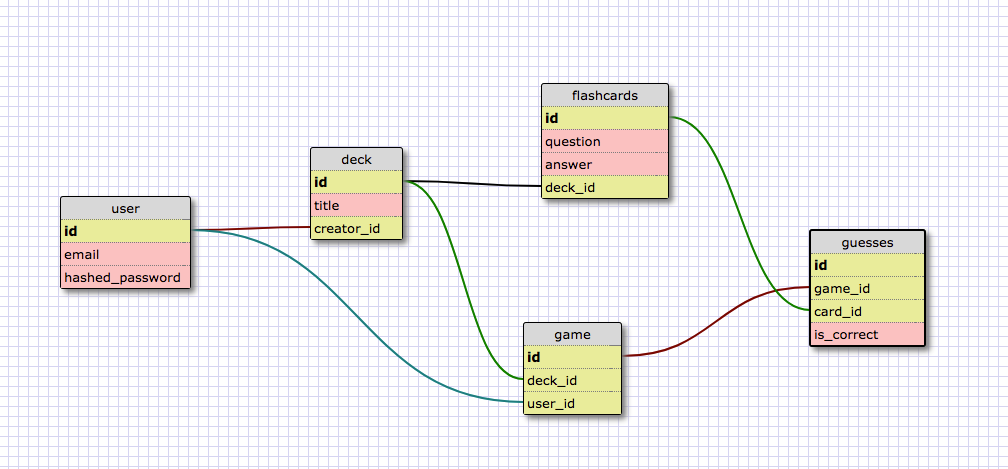 user
id
email
hashed_password
deck
id
title
creator_id
flashcards
id
question
answer
deck_id
game
id
deck_id
user_id
guesses
id
game_id
card_id
is_correct